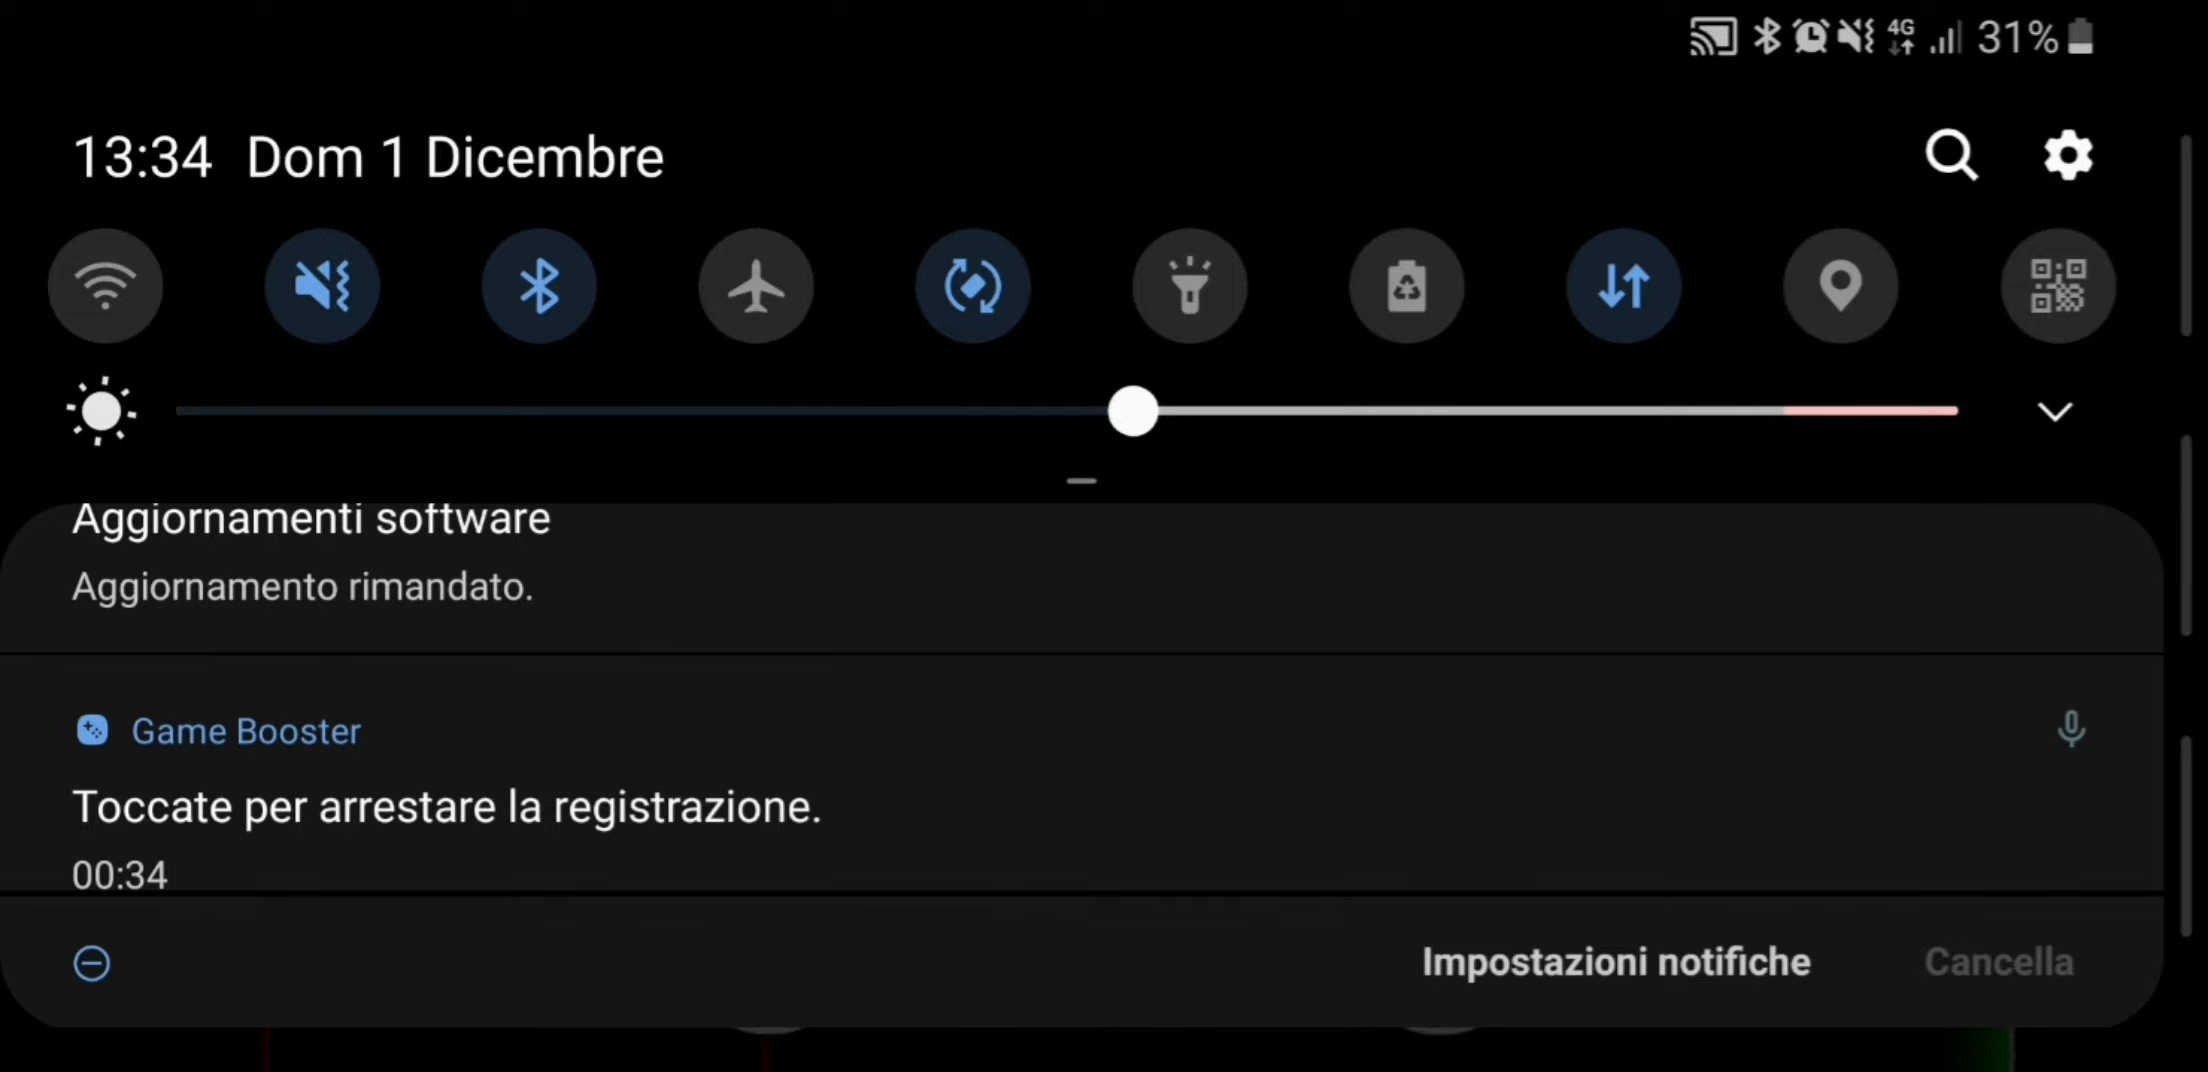 4G 31%
13:34 Dom 1 Dicembre
Aggiornamenti software
Aggiornamento rimandato.
Game Booster
Toccate per arrestare la registrazione.
00:34
Impostazioni notifiche Cancella